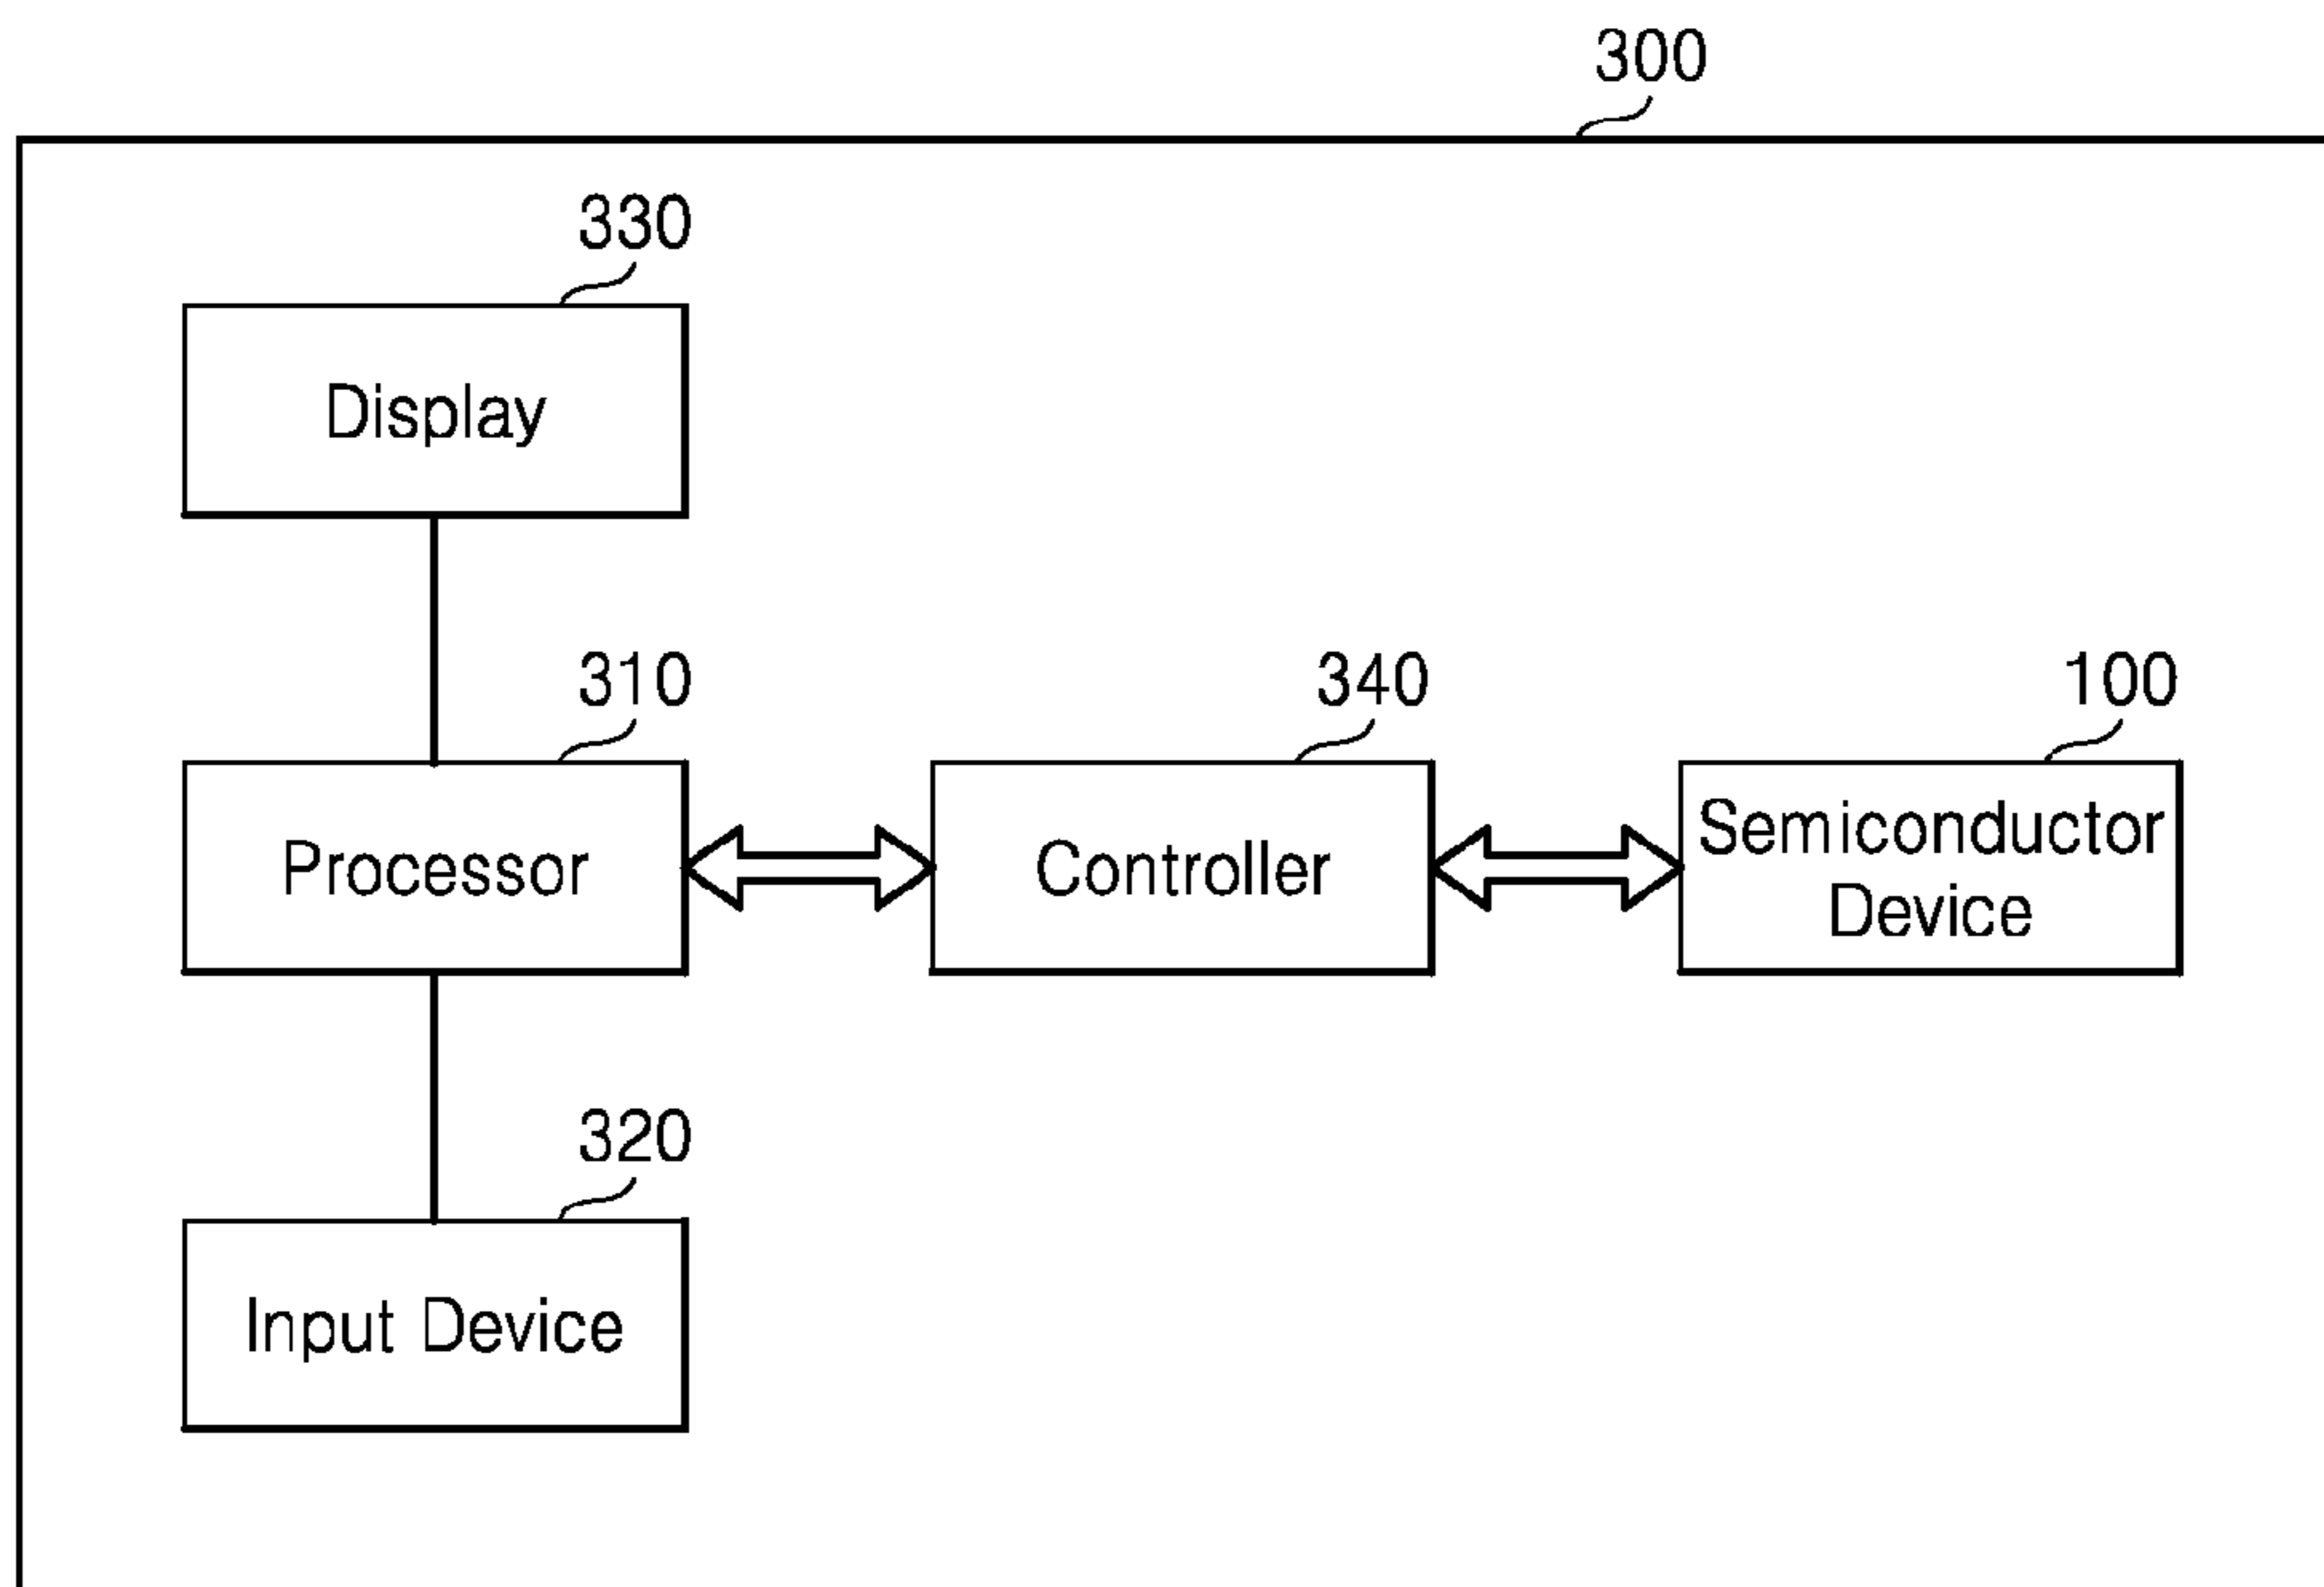 300
330
Display
310
340
100
Processor
Controller
Semiconductor
Device
320
Input Device